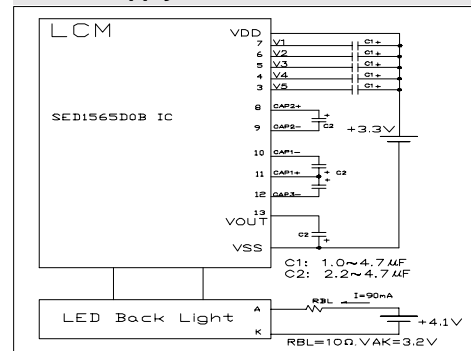 LCM
VDD
7 V1 C1+
6 V2 C1+
5 V3 C1+
4 V4 C1+
3 V5 C1+
8 CAP2+
SED1565D0B IC
+
C2
9 CAP2-
+3.3V
10 CAP1-
+
11 CAP1+ C2
+
12 CAP3-
13
VOUT
C2
+
VSS
C1: 1.0~4.7µF
C2: 2.2~4.7µF
A RBL I=90mA
LED Back Light
+4.1V
K
RBL=10Ω.VAK=3.2V